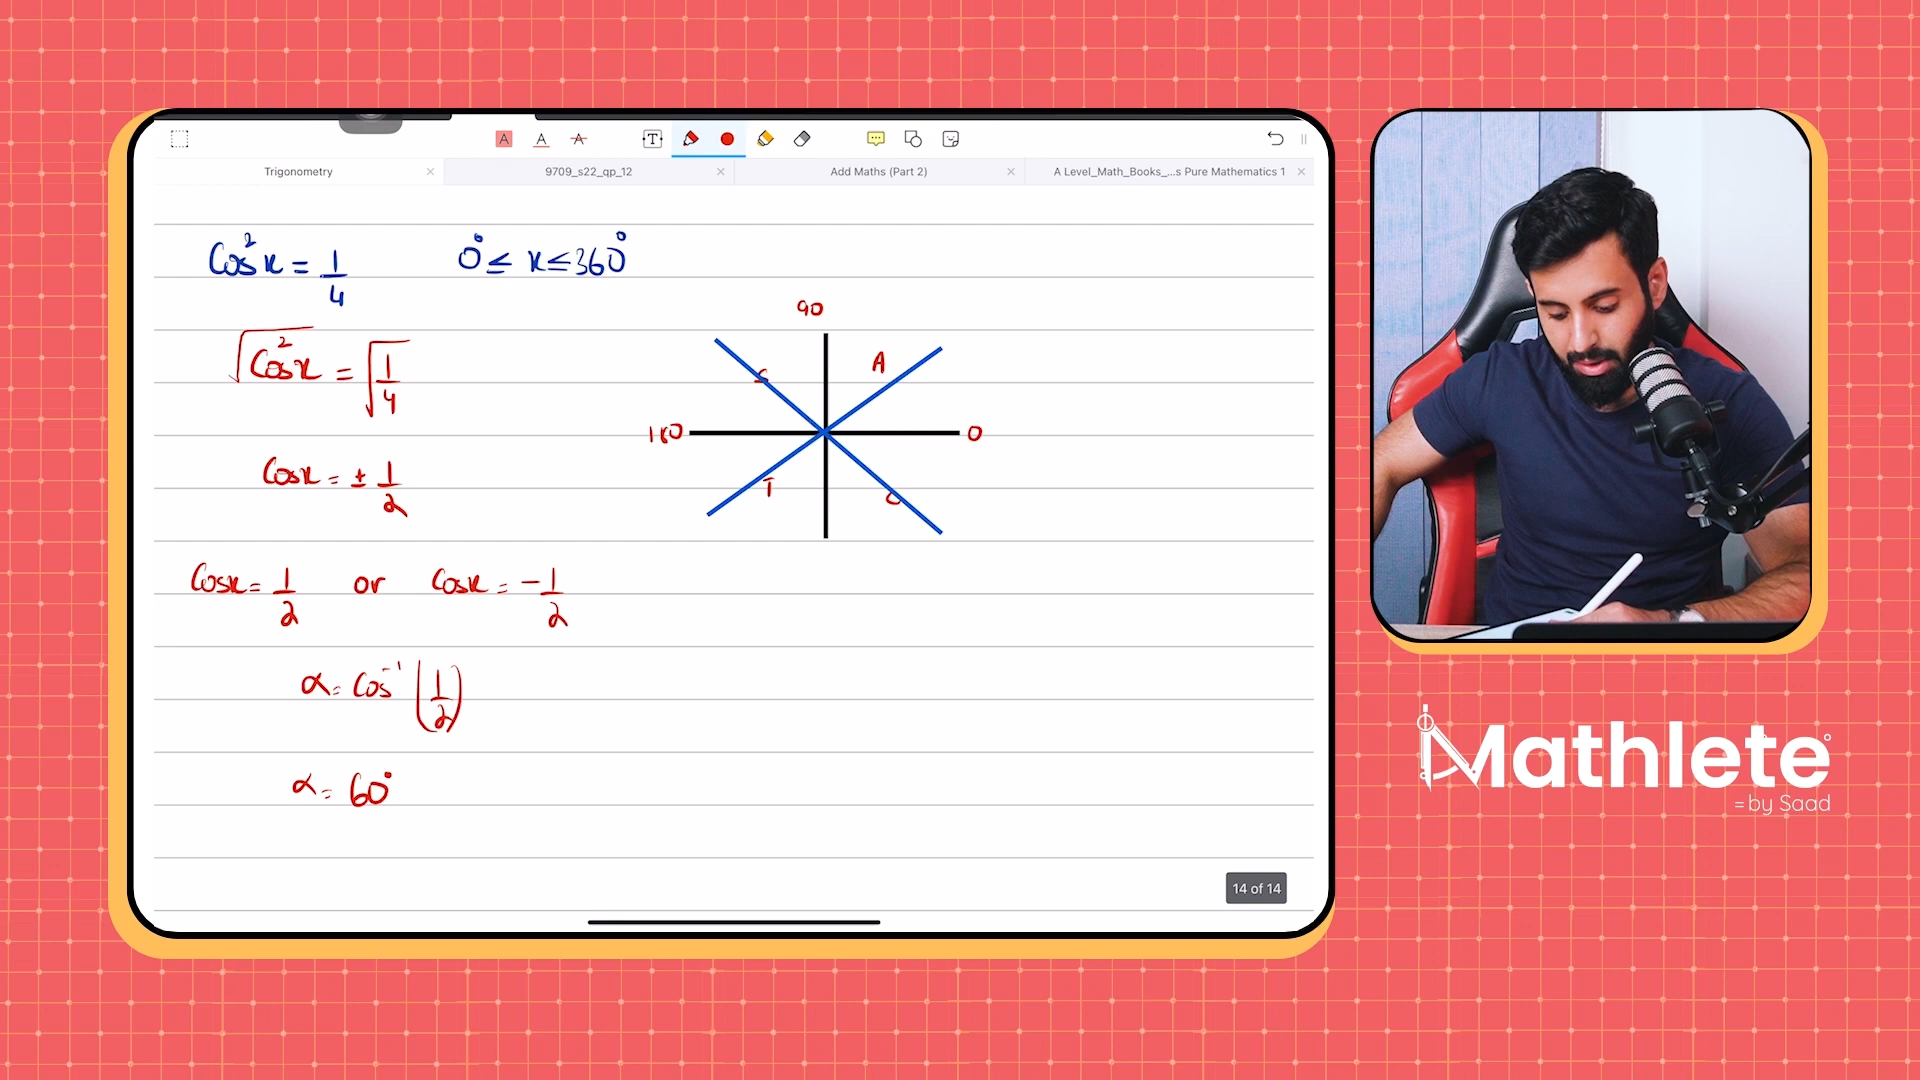 A A A T
Trigonometry 9709_s22_qp_12 Add Maths (Part 2) A Level_Math_Books_...s Pure Mathematics 1
Cos²x = 1/4 0° ≤ x ≤ 360°
√Cos²x = √1/4
Cosx = ± 1/2
Cosx = 1/2 or Cosx = -1/2
α = Cos⁻¹(1/2)
α = 60°
90
S A
180 0
T C
14 of 14
Mathlete
= by Saad